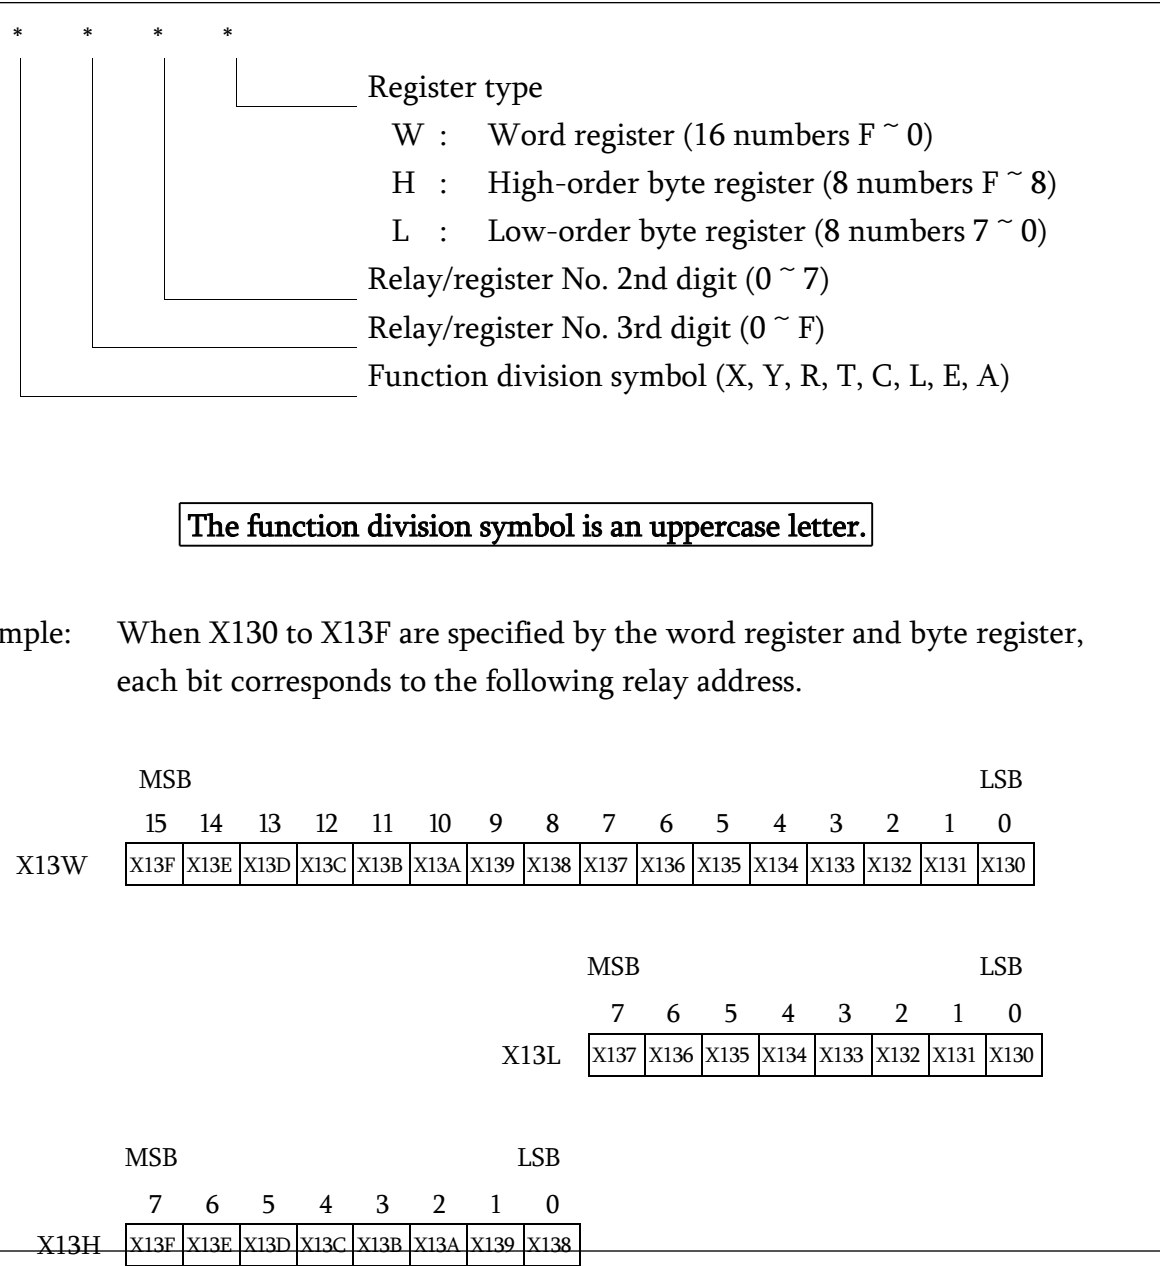 * * * *
Register type
W : Word register (16 numbers F ~ 0)
H : High-order byte register (8 numbers F ~ 8)
L : Low-order byte register (8 numbers 7 ~ 0)
Relay/register No. 2nd digit (0 ~ 7)
Relay/register No. 3rd digit (0 ~ F)
Function division symbol (X, Y, R, T, C, L, E, A)
The function division symbol is an uppercase letter.
mple: When X130 to X13F are specified by the word register and byte register,
each bit corresponds to the following relay address.
MSB LSB
15 14 13 12 11 10 9 8 7 6 5 4 3 2 1 0
X13W X13F X13E X13D X13C X13B X13A X139 X138 X137 X136 X135 X134 X133 X132 X131 X130
MSB LSB
7 6 5 4 3 2 1 0
X13L X137 X136 X135 X134 X133 X132 X131 X130
MSB LSB
7 6 5 4 3 2 1 0
X13H X13F X13E X13D X13C X13B X13A X139 X138